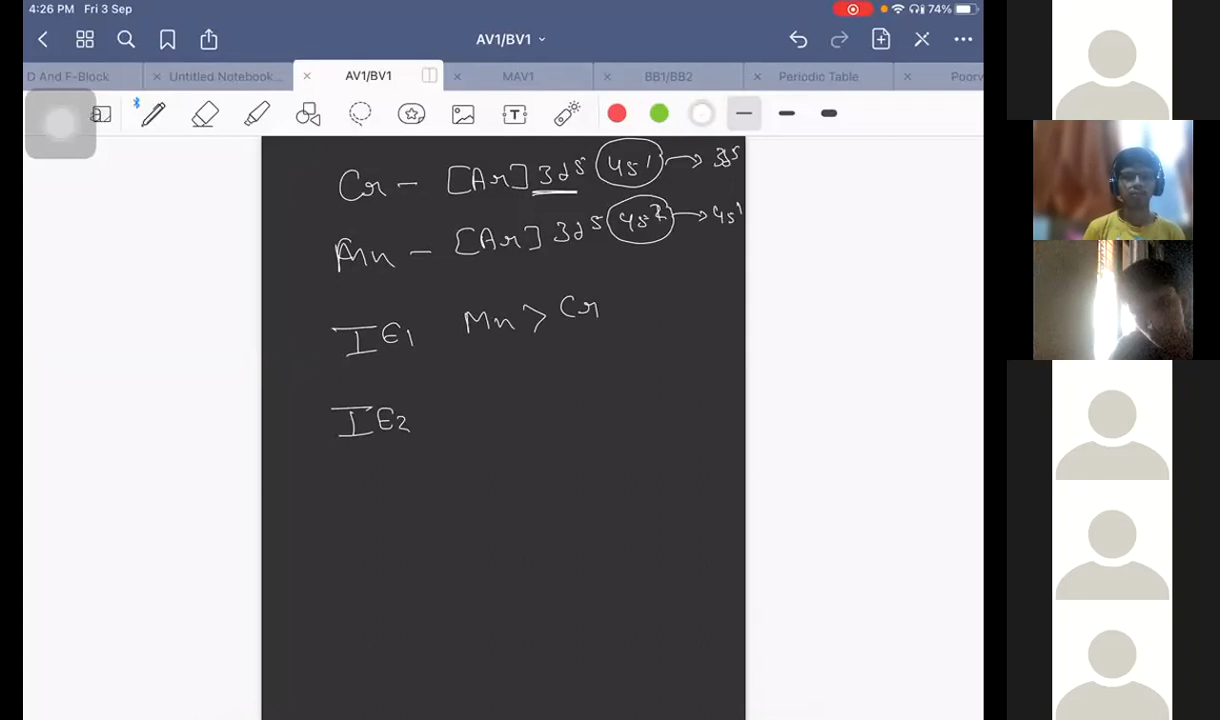 4:26 PM Fri 3 Sep
74%
AV1/BV1
D And F-Block
Untitled Notebook...
AV1/BV1
MAV1
BB1/BB2
Periodic Table
Poorv
T
Cr - [Ar] 3d5 4s1 → 3d5
Mn - [Ar] 3d5 4s2 → 4s1
IE1 Mn > Cr
IE2